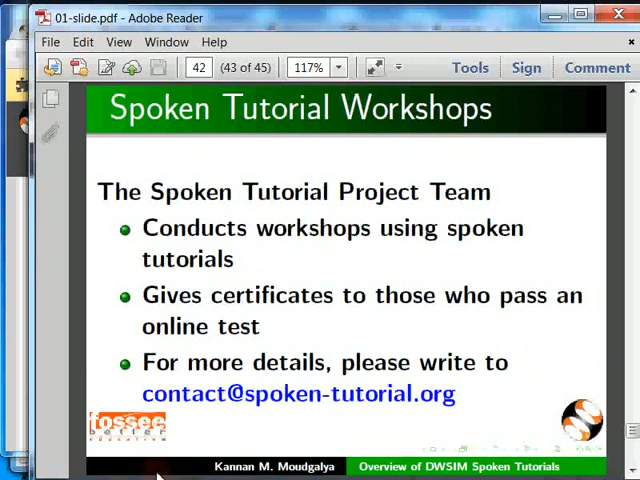 01-slide.pdf - Adobe Reader
File Edit View Window Help
42 (43 of 45) 117% Tools Sign Comment
Spoken Tutorial Workshops
The Spoken Tutorial Project Team
Conducts workshops using spoken
tutorials
Gives certificates to those who pass an
online test
For more details, please write to
contact@spoken-tutorial.org
fossee
education
Kannan M. Moudgalya Overview of DWSIM Spoken Tutorials